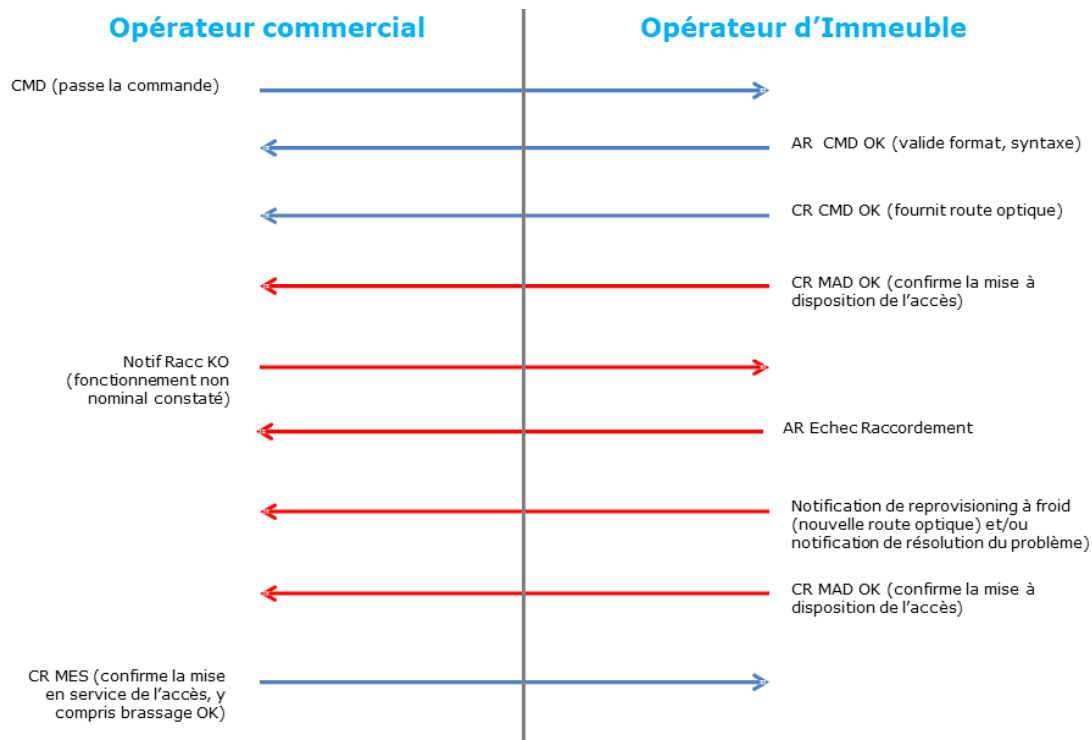 Opérateur commercial
Opérateur d’Immeuble
CMD (passe la commande)
AR CMD OK (valide format, syntaxe)
CR CMD OK (fournit route optique)
CR MAD OK (confirme la mise à
disposition de l’accès)
Notif Racc KO
(fonctionnement non
nominal constaté)
AR Echec Raccordement
Notification de reprovisioning à froid
(nouvelle route optique) et/ou
notification de résolution du problème)
CR MAD OK (confirme la mise à
disposition de l’accès)
CR MES (confirme la mise
en service de l’accès, y
compris brassage OK)